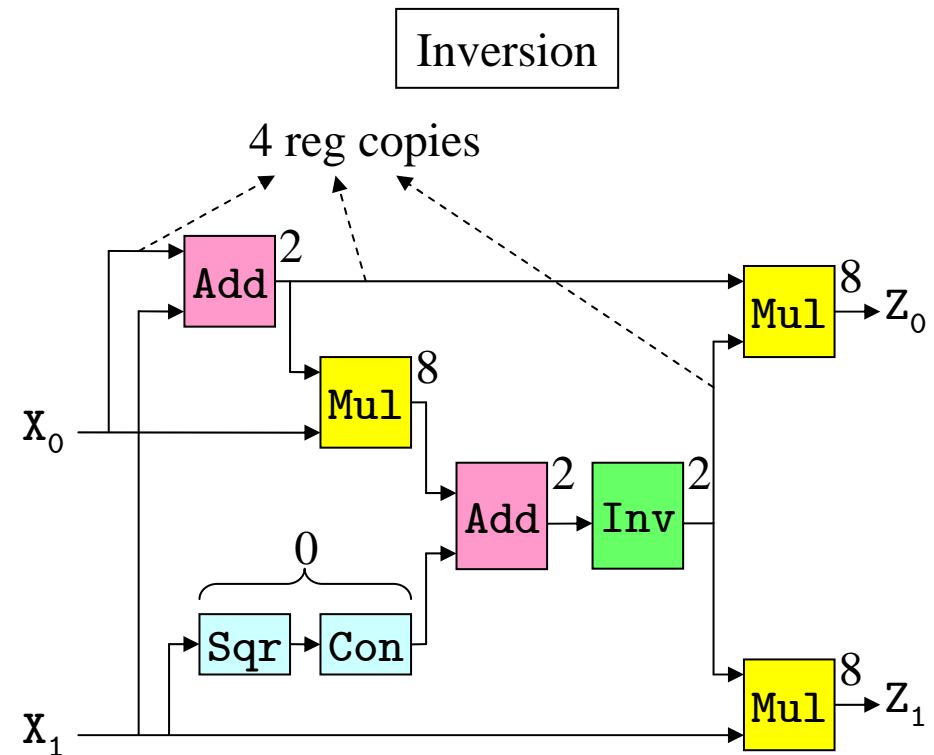 Inversion
4 reg copies
Add 2
Mul 8 Z0
Mul 8
X0
Add 2 Inv 2
0
Sqr Con
Mul 8 Z1
X1